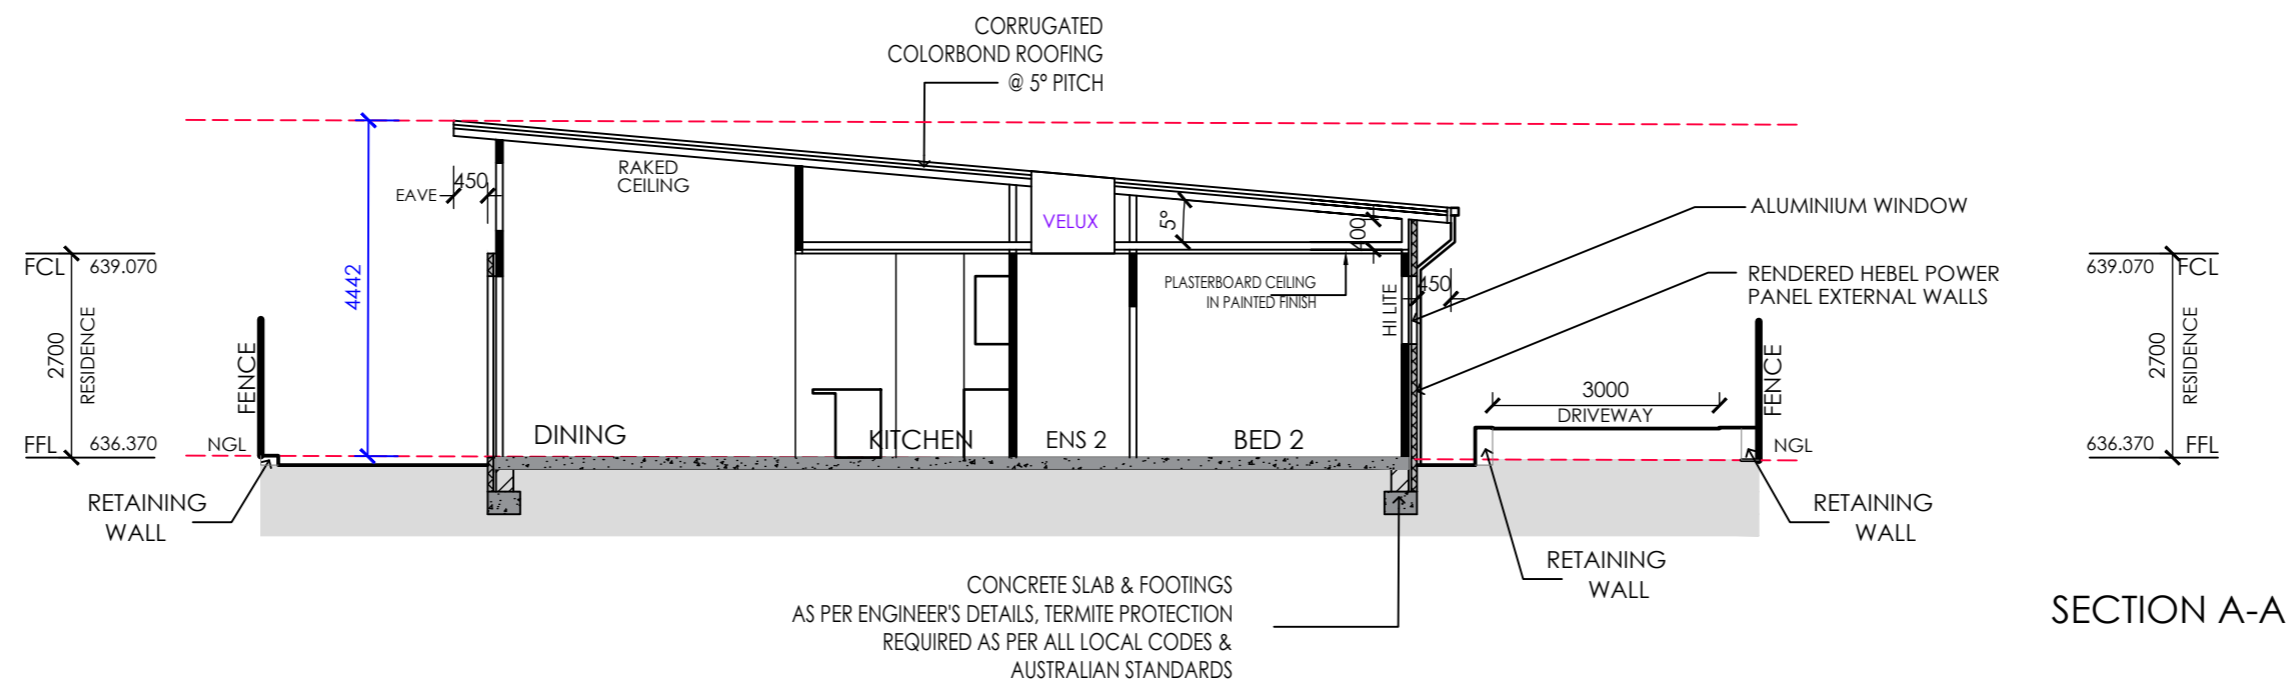 CORRUGATED
COLORBOND ROOFING
@ 5° PITCH
RAKED
CEILING
450
EAVE
VELUX
5°
400
ALUMINIUM WINDOW
FCL 639.070
639.070 FCL
4442
PLASTERBOARD CEILING
IN PAINTED FINISH
HI LITE
450
RENDERED HEBEL POWER
PANEL EXTERNAL WALLS
2700
RESIDENCE
FENCE
3000
DRIVEWAY
FENCE
2700
RESIDENCE
FFL 636.370
NGL
DINING
KITCHEN
ENS 2
BED 2
NGL
636.370 FFL
RETAINING
WALL
RETAINING
WALL
RETAINING
WALL
CONCRETE SLAB & FOOTINGS
AS PER ENGINEER'S DETAILS, TERMITE PROTECTION
REQUIRED AS PER ALL LOCAL CODES &
AUSTRALIAN STANDARDS
SECTION A-A